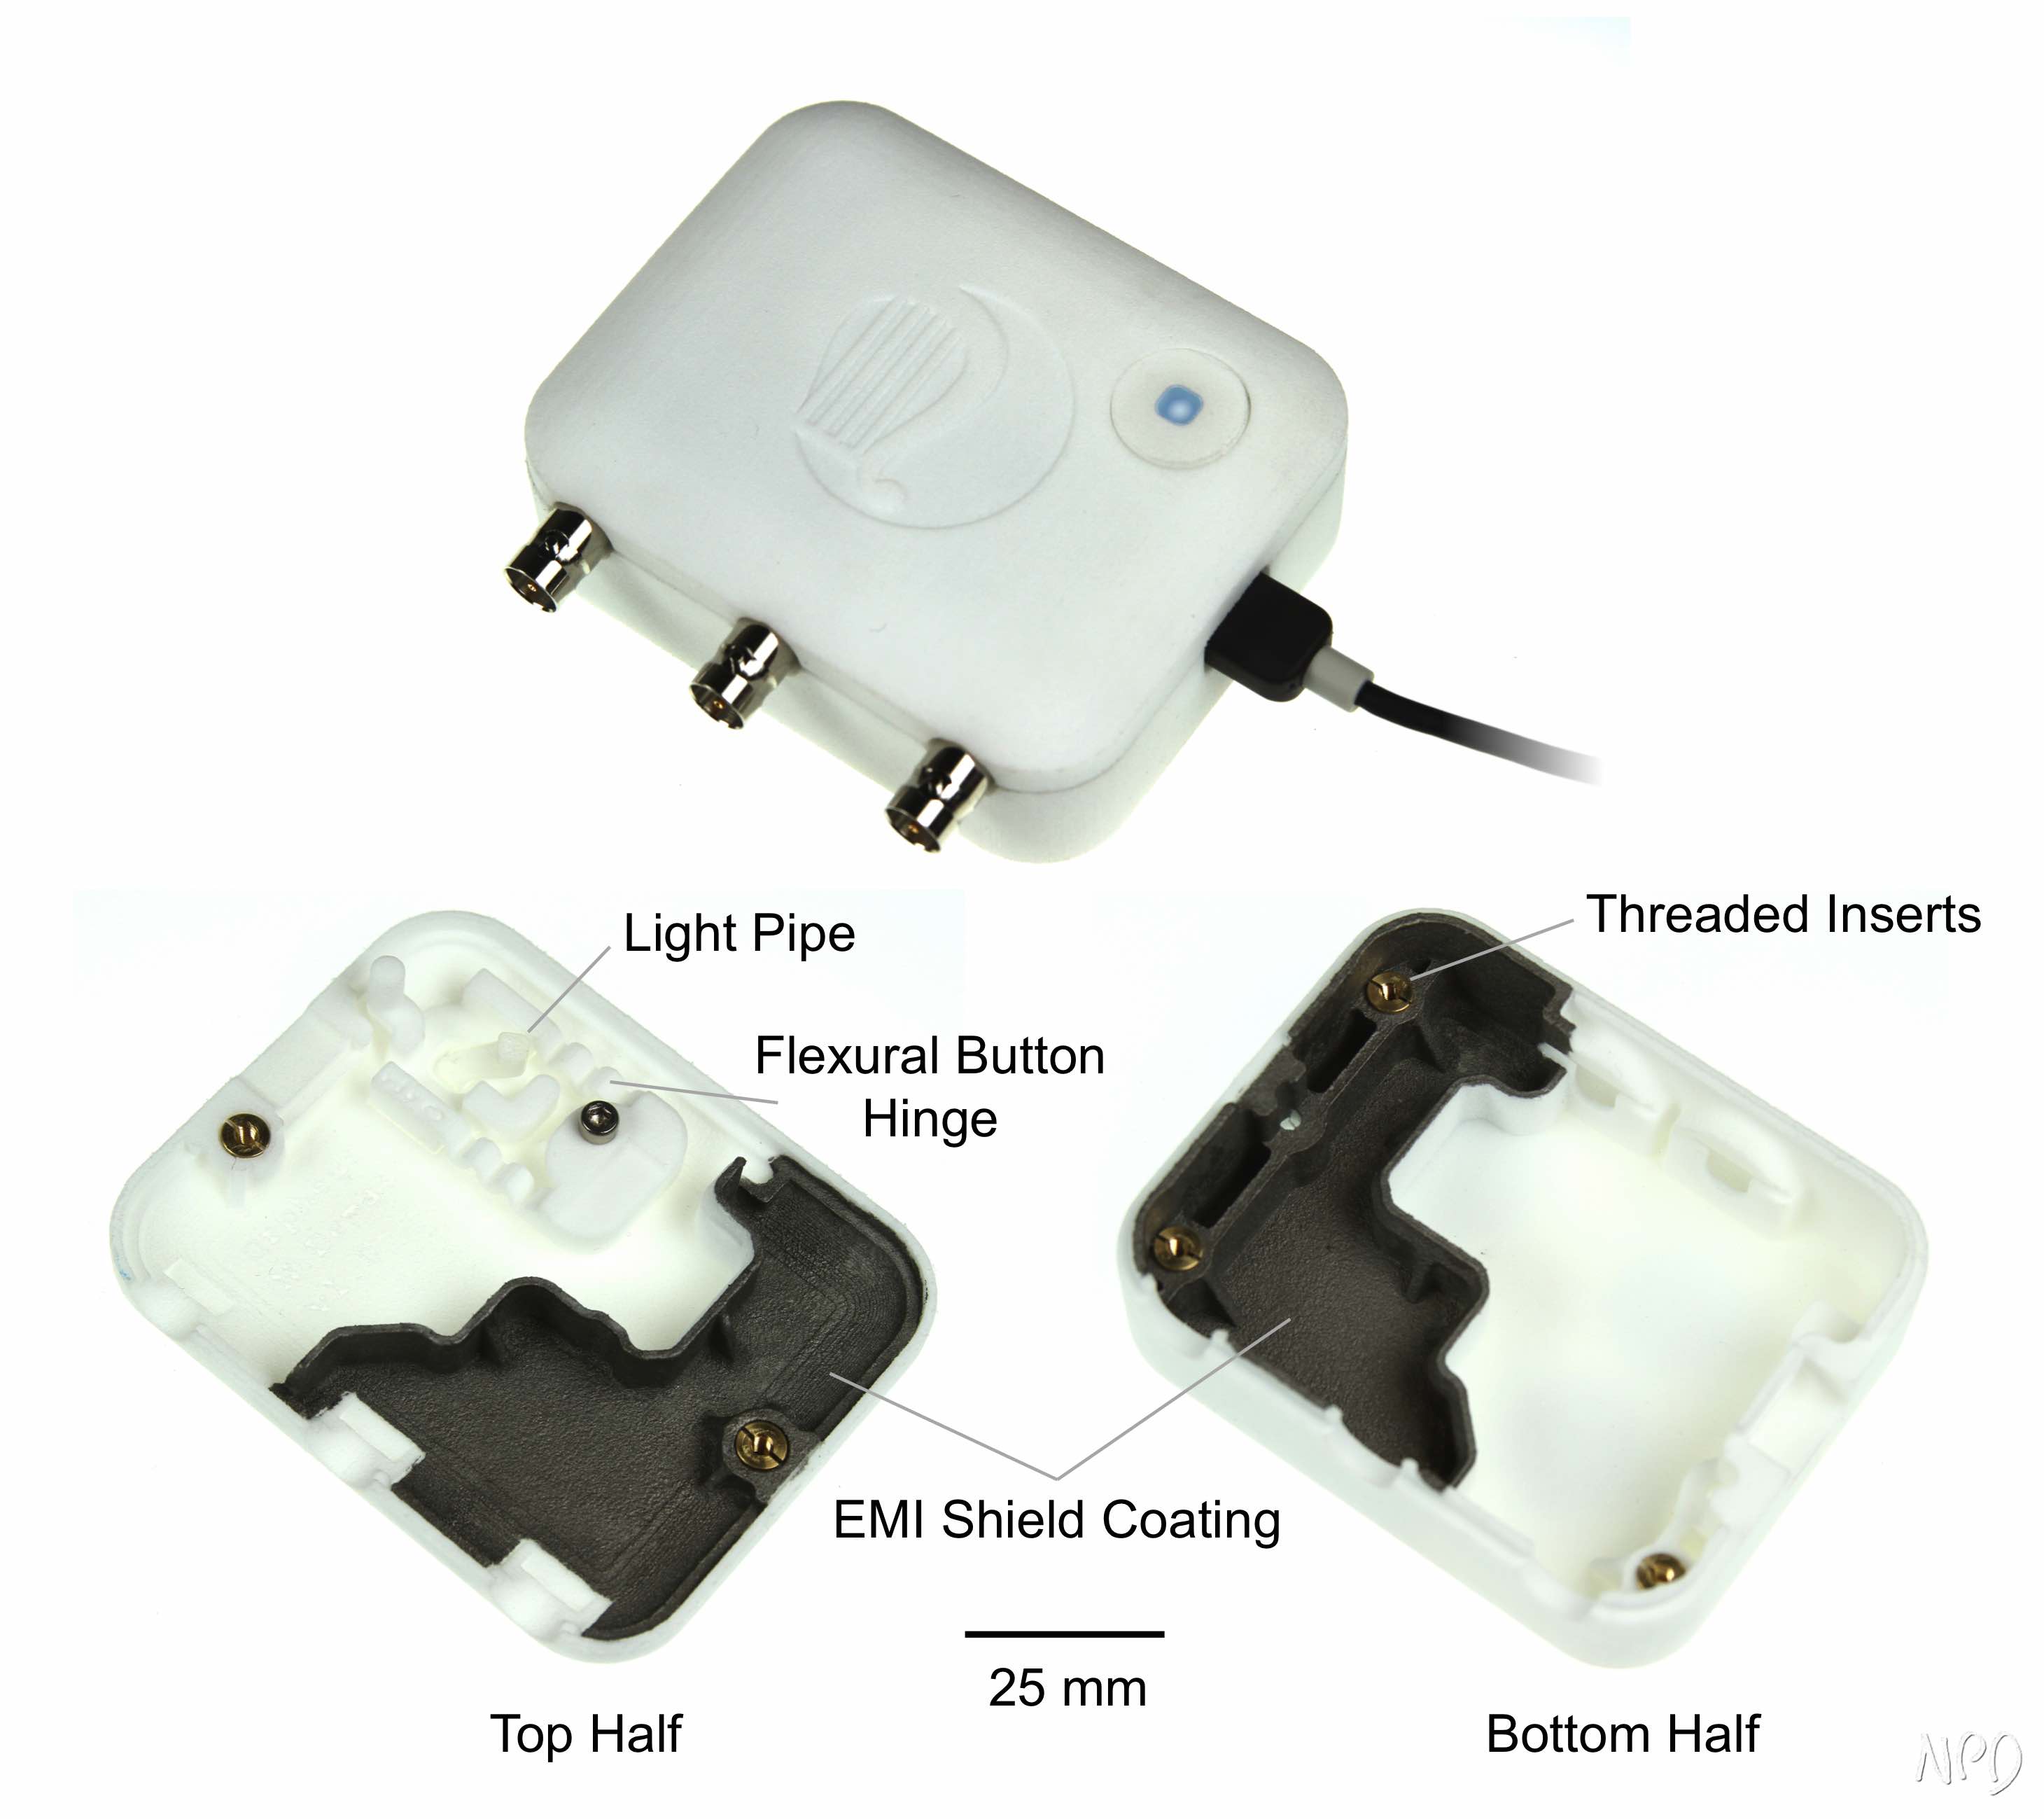 Light Pipe
Threaded Inserts
Flexural Button
Hinge
EMI Shield Coating
25 mm
Top Half
Bottom Half
NPD